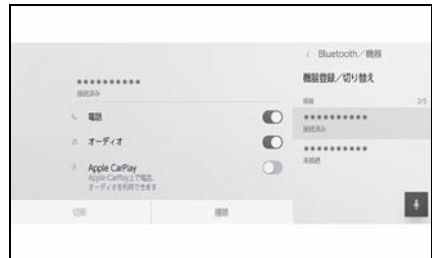 Bluetooth／機器
機器登録／切り替え
機器
2/5
**********
接続済み
**********
未接続
**********
接続済み
電話
オーディオ
Apple CarPlay
Apple CarPlay上で電話、
オーディオを利用できます
切断
削除